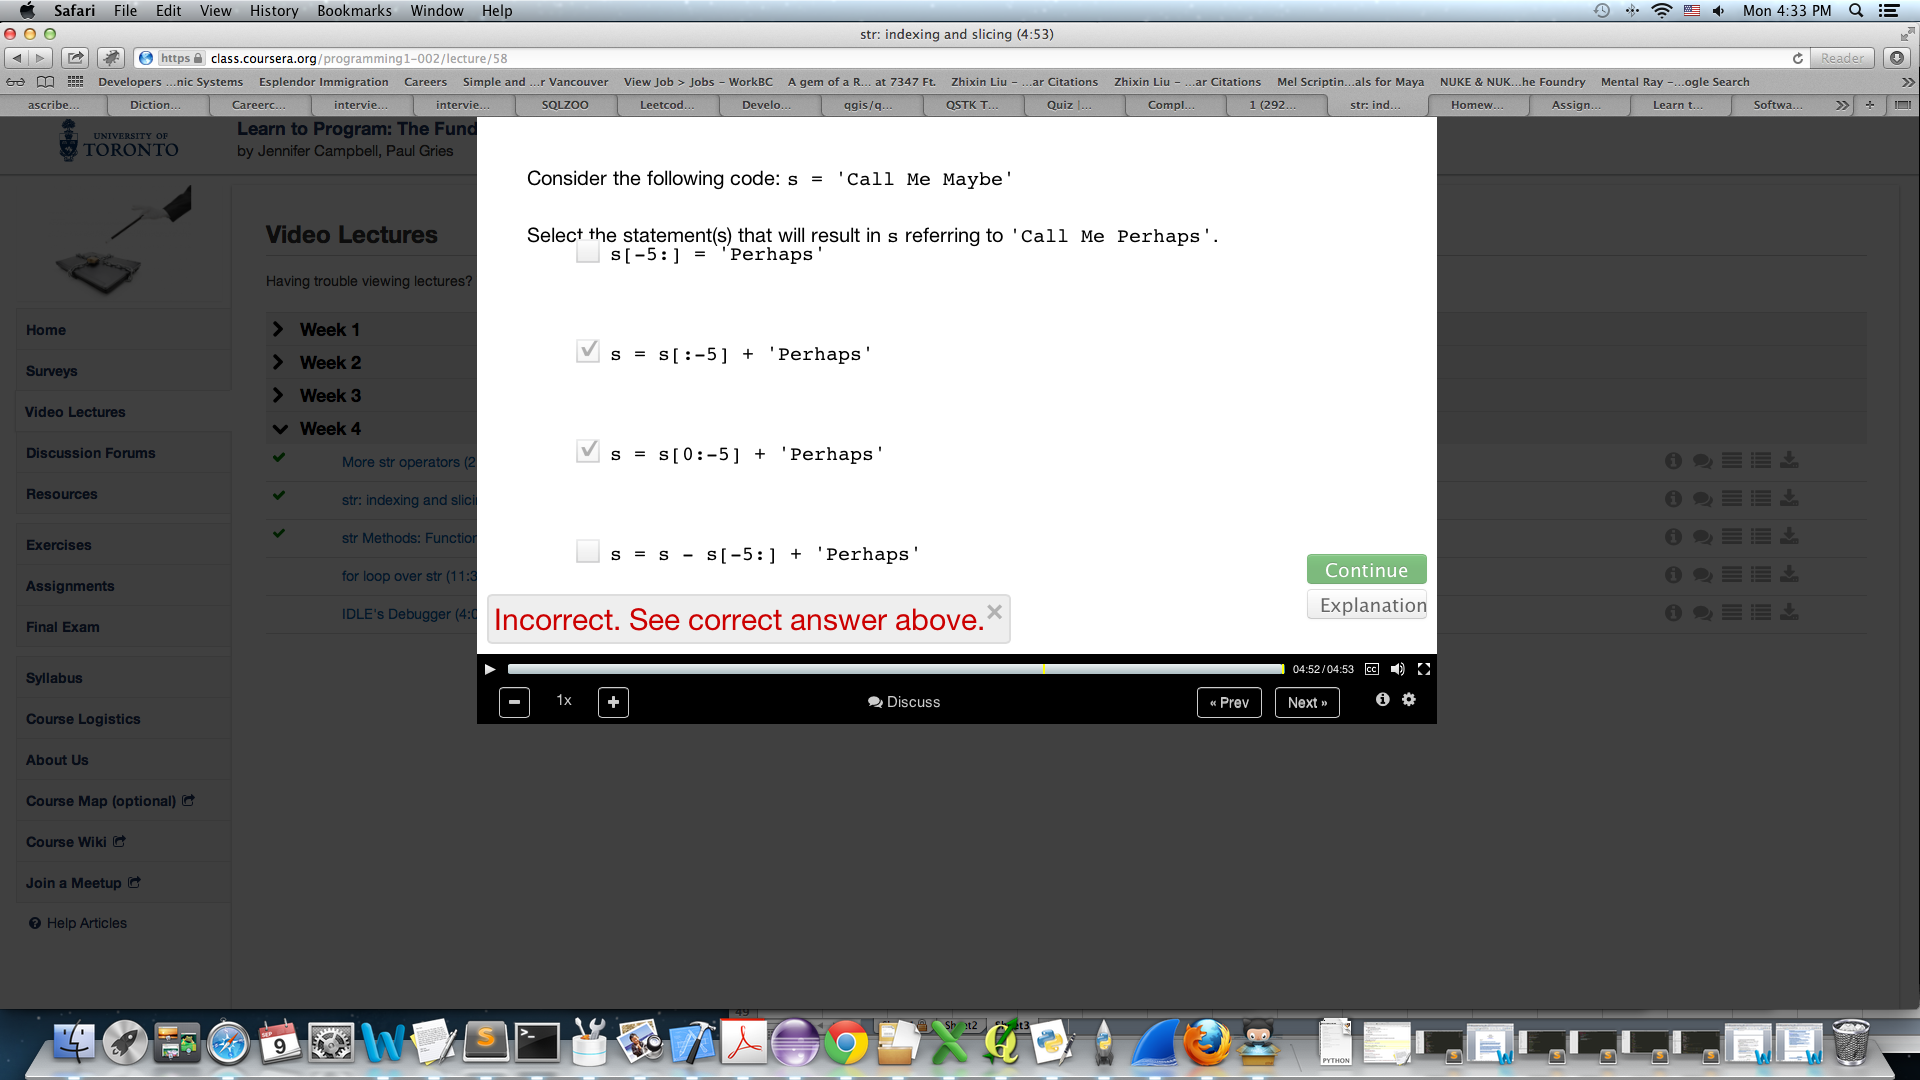 Safari File Edit View History Bookmarks Window Help Mon 4:33 PM
str: indexing and slicing (4:53)
https class.coursera.org/programming1-002/lecture/58 Reader
Developers ...nic Systems Esplendor Immigration Careers Simple and ...r Vancouver View Job > Jobs - WorkBC A gem of a R... at 7347 Ft. Zhixin Liu - ...ar Citations Zhixin Liu - ...ar Citations Mel Scriptin...als for Maya NUKE & NUK...he Foundry Mental Ray -...ogle Search
ascribe... Diction... Careerc... intervie... intervie... SQLZOO Leetcod... Develo... qgis/q... QSTK T... Quiz |... Compl... 1 (292... str: ind... Homew... Assign... Learn t... Softwa...
UNIVERSITY OF
TORONTO
Learn to Program: The Fund
by Jennifer Campbell, Paul Gries
Home
Surveys
Video Lectures
Discussion Forums
Resources
Exercises
Assignments
Final Exam
Syllabus
Course Logistics
About Us
Course Map (optional)
Course Wiki
Join a Meetup
Help Articles
Video Lectures
Having trouble viewing lectures?
Week 1
Week 2
Week 3
Week 4
More str operators (2
str: indexing and slici
str Methods: Function
for loop over str (11:3
IDLE's Debugger (4:0
Consider the following code: s = 'Call Me Maybe'
Select the statement(s) that will result in s referring to 'Call Me Perhaps'.
s[-5:] = 'Perhaps'
s = s[:-5] + 'Perhaps'
s = s[0:-5] + 'Perhaps'
s = s - s[-5:] + 'Perhaps'
Continue
Explanation
Incorrect. See correct answer above.
04:52/04:53 CC
1x
Discuss
« Prev
Next »
49
Sheet3
SEP
9
PYTHON